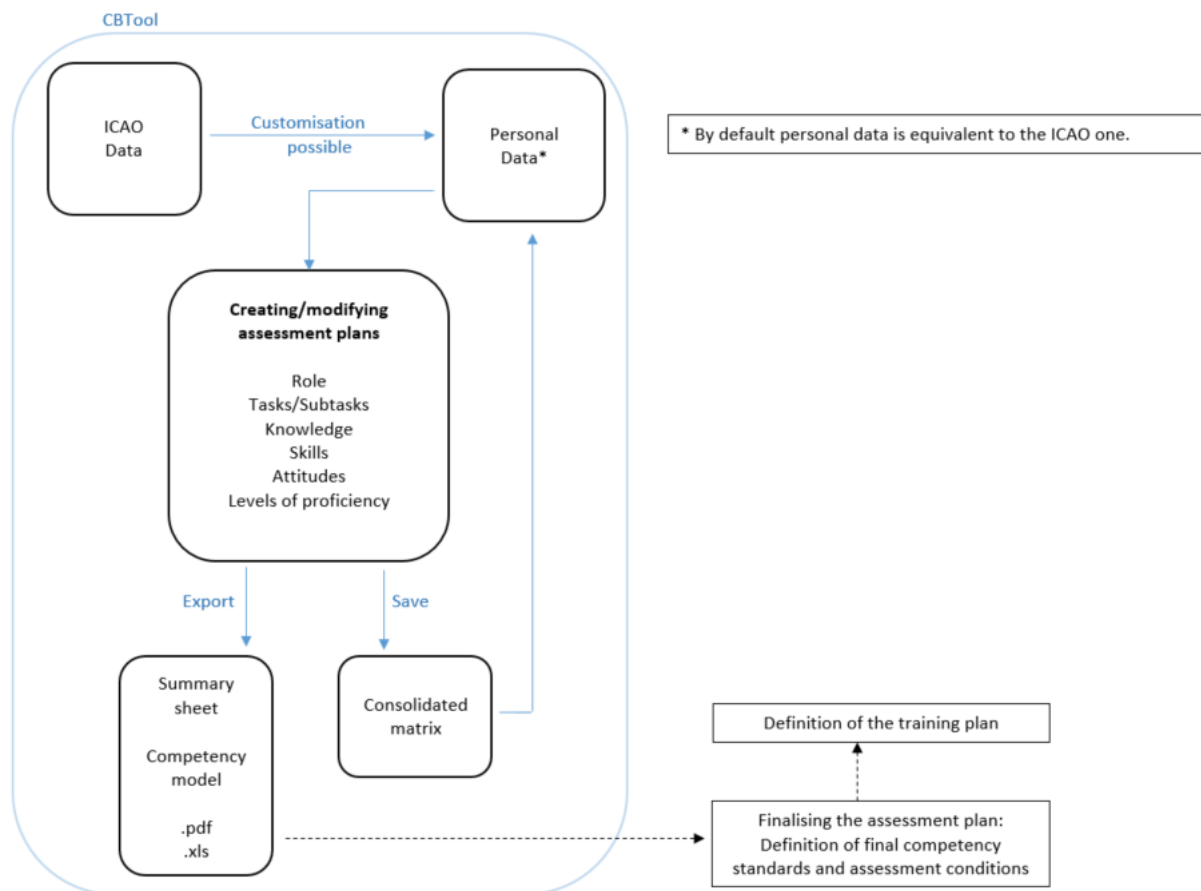 CBTool
ICAO
Data
Customisation
possible
Personal
Data*
* By default personal data is equivalent to the ICAO one.
Creating/modifying
assessment plans
Role
Tasks/Subtasks
Knowledge
Skills
Attitudes
Levels of proficiency
Export
Save
Summary
sheet
Competency
model
.pdf
.xls
Consolidated
matrix
Definition of the training plan
Finalising the assessment plan:
Definition of final competency
standards and assessment conditions